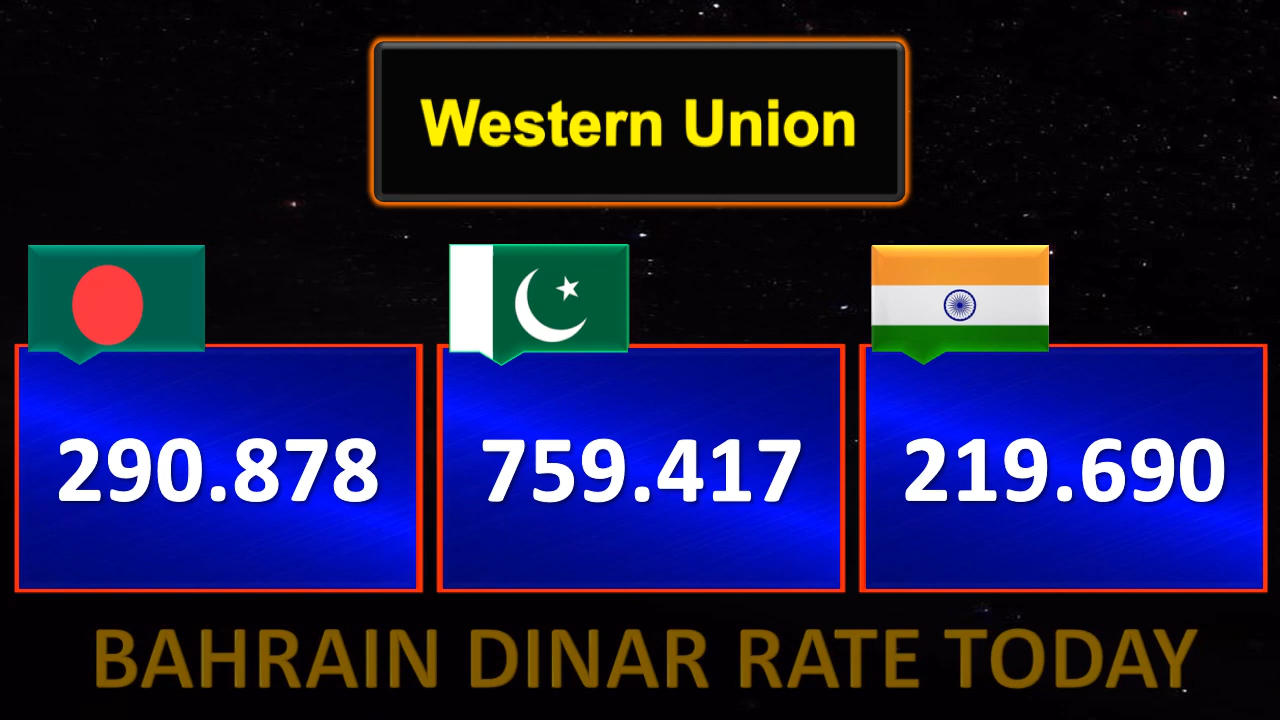 Western Union
290.878
759.417
219.690
BAHRAIN DINAR RATE TODAY